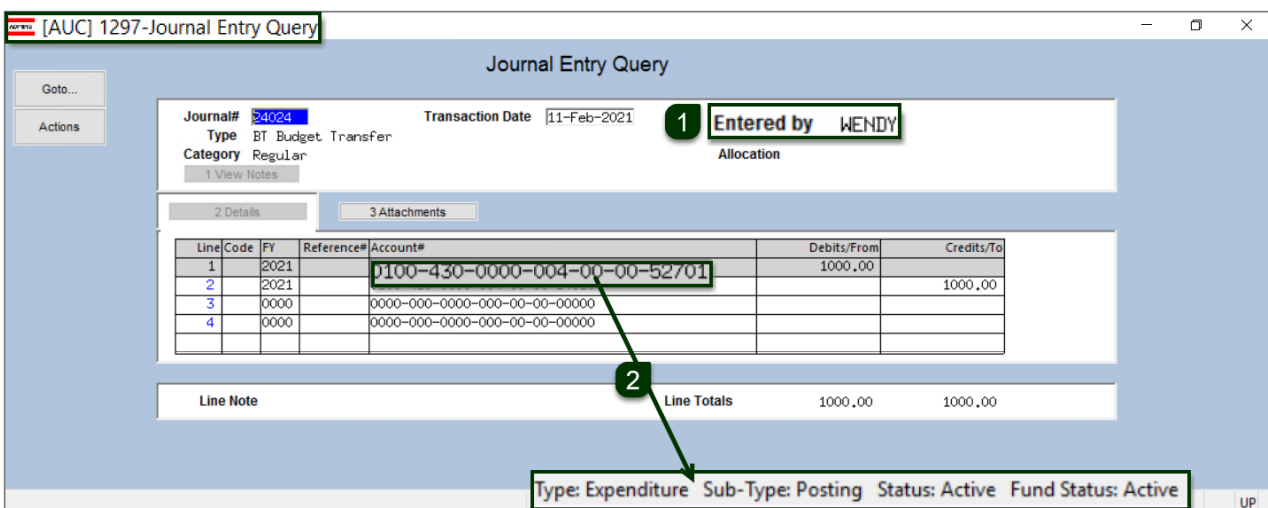 [AUC] 1297-Journal Entry Query
Journal Entry Query
Goto...
Actions
Journal# 24024 Transaction Date 11-Feb-2021 1 Entered by WENDY
Type BT Budget Transfer
Category Regular Allocation
1 View Notes
2 Details 3 Attachments
Line Code FY Reference# Account# Debits/From Credits/To
1 2021 0100-430-0000-004-00-00-52701 1000.00
2 2021 1000.00
3 0000 0000-000-0000-000-00-00-00000
4 0000 0000-000-0000-000-00-00-00000
2
Line Note Line Totals 1000.00 1000.00
Type: Expenditure Sub-Type: Posting Status: Active Fund Status: Active
UP